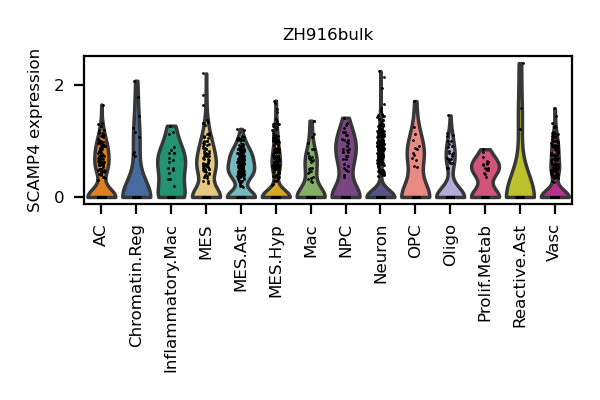 ZH916bulk
SCAMP4 expression
2
0
AC
Chromatin.Reg
Inflammatory.Mac
MES
MES.Ast
MES.Hyp
Mac
NPC
Neuron
OPC
Oligo
Prolif.Metab
Reactive.Ast
Vasc